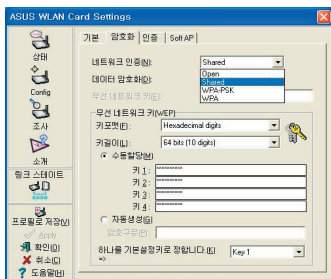 ASUS WLAN Card Settings
상태
Config
조사
소개
링크 스테이트
프로필로 저장(V)
Apply
확인(O)
취소(C)
도움말(H)
기본 암호화 인증 Soft AP
네트워크 인증(N): Shared
Open
Shared
WPA-PSK
WPA
데이터 암호화(D):
무선 네트워크 키(E):
무선 네트워크 키(WEP)
키포맷(F): Hexadecimal digits
키길이(L): 64 bits (10 digits)
수동할당(M)
키 1: **********
키 2: **********
키 3: **********
키 4: **********
자동생성(G)
암호구문(P):
하나를 기본설정키로 정합니다.(K) Key 1
=>